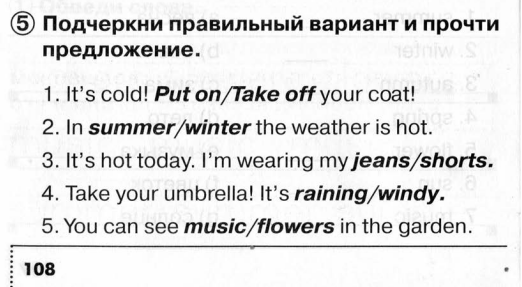 ⑤ Подчеркни правильный вариант и прочти
предложение.
1. It's cold! Put on/Take off your coat!
2. In summer/winter the weather is hot.
3. It's hot today. I'm wearing my jeans/shorts.
4. Take your umbrella! It's raining/windy.
5. You can see music/flowers in the garden.
108